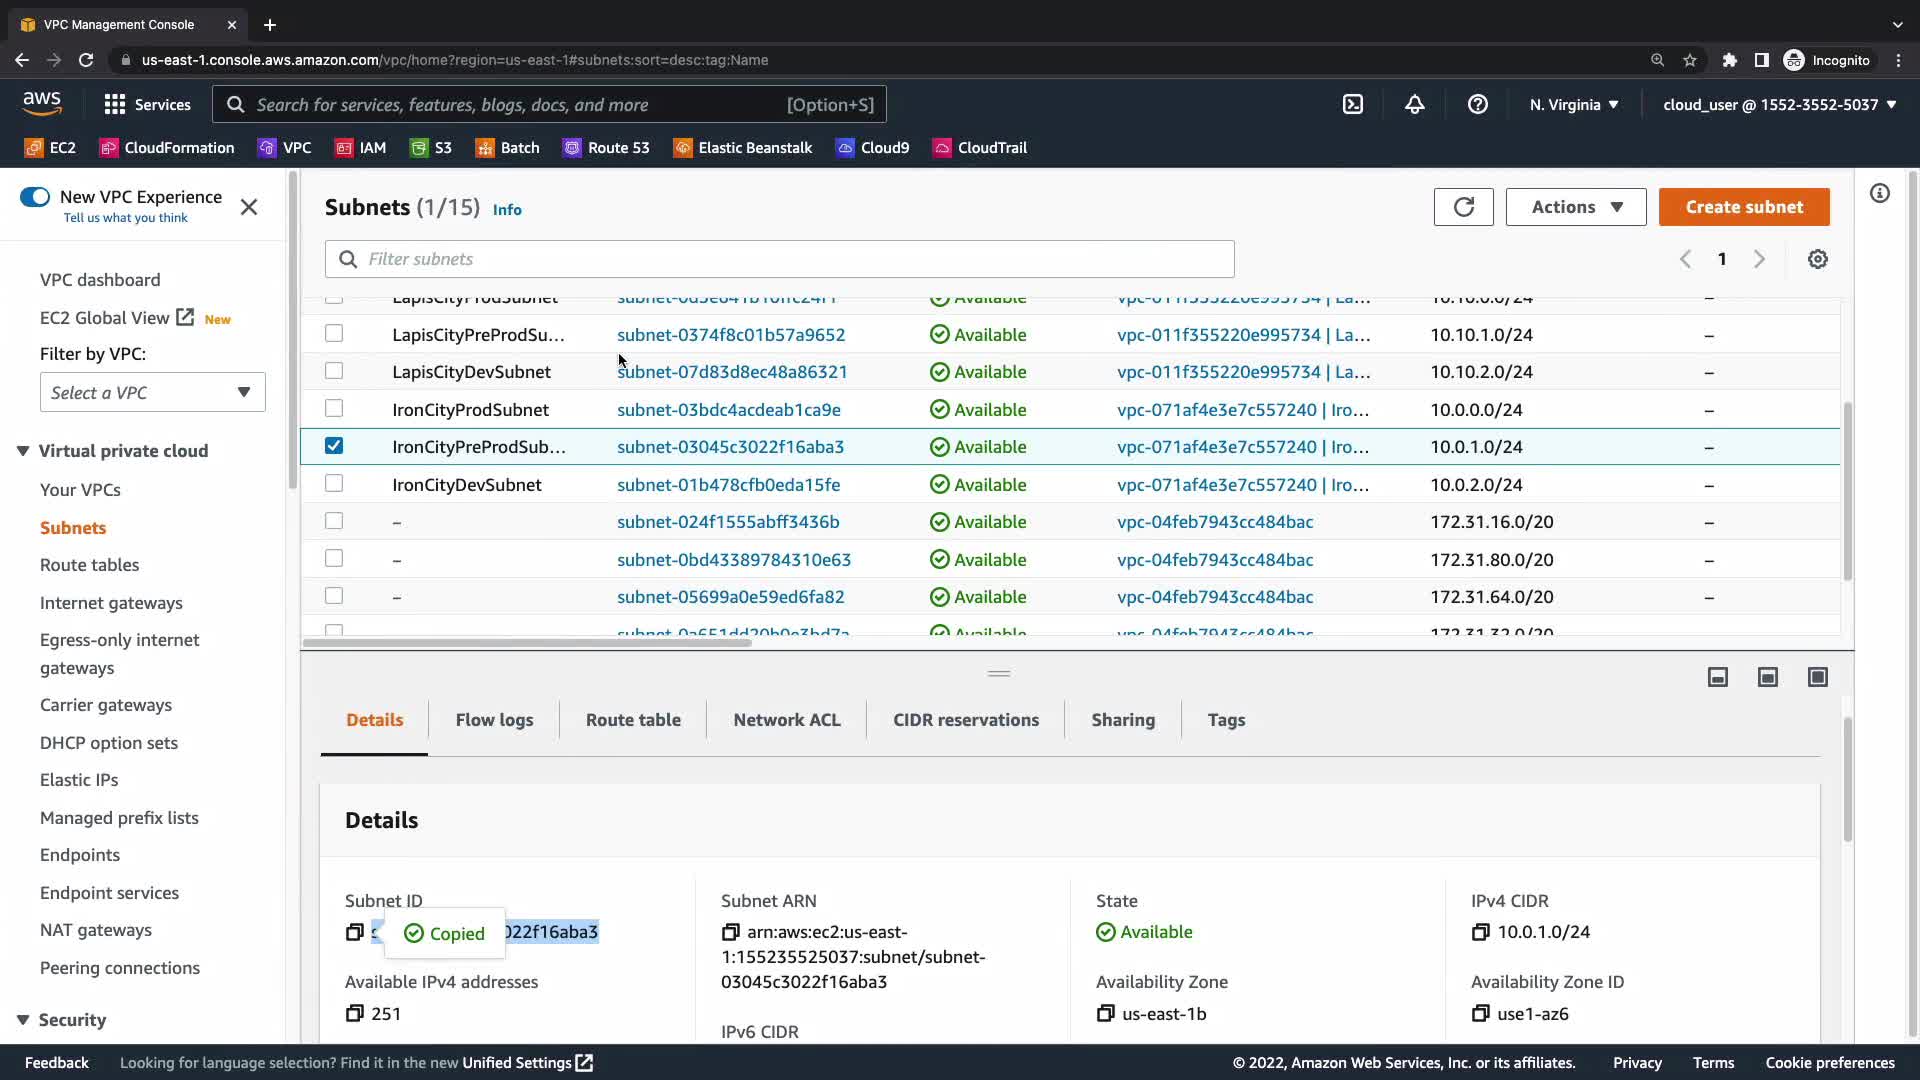 VPC Management Console
us-east-1.console.aws.amazon.com/vpc/home?region=us-east-1#subnets:sort=desc:tag:Name
Incognito
aws
Services
Search for services, features, blogs, docs, and more [Option+S]
N. Virginia
cloud_user @ 1552-3552-5037
EC2 CloudFormation VPC IAM S3 Batch Route 53 Elastic Beanstalk Cloud9 CloudTrail
New VPC Experience
Tell us what you think
VPC dashboard
EC2 Global View New
Filter by VPC:
Select a VPC
Virtual private cloud
Your VPCs
Subnets
Route tables
Internet gateways
Egress-only internet
gateways
Carrier gateways
DHCP option sets
Elastic IPs
Managed prefix lists
Endpoints
Endpoint services
NAT gateways
Peering connections
Security
Subnets (1/15) Info
Actions
Create subnet
Filter subnets
1
LapisCityProdSubnet Available 10.10.0.0/24
LapisCityPreProdSu... subnet-0374f8c01b57a9652 Available vpc-011f355220e995734 | La... 10.10.1.0/24 –
LapisCityDevSubnet subnet-07d83d8ec48a86321 Available vpc-011f355220e995734 | La... 10.10.2.0/24 –
IronCityProdSubnet subnet-03bdc4acdeab1ca9e Available vpc-071af4e3e7c557240 | Iro... 10.0.0.0/24 –
IronCityPreProdSub... subnet-03045c3022f16aba3 Available vpc-071af4e3e7c557240 | Iro... 10.0.1.0/24 –
IronCityDevSubnet subnet-01b478cfb0eda15fe Available vpc-071af4e3e7c557240 | Iro... 10.0.2.0/24 –
– subnet-024f1555abff3436b Available vpc-04feb7943cc484bac 172.31.16.0/20 –
– subnet-0bd43389784310e63 Available vpc-04feb7943cc484bac 172.31.80.0/20 –
– subnet-05699a0e59ed6fa82 Available vpc-04feb7943cc484bac 172.31.64.0/20 –
Available vpc-04feb7943cc484bac 172.31.32.0/20
Details Flow logs Route table Network ACL CIDR reservations Sharing Tags
Details
Subnet ID
Copied
022f16aba3
Available IPv4 addresses
251
Subnet ARN
arn:aws:ec2:us-east-
1:155235525037:subnet/subnet-
03045c3022f16aba3
IPv6 CIDR
State
Available
Availability Zone
us-east-1b
IPv4 CIDR
10.0.1.0/24
Availability Zone ID
use1-az6
Feedback
Looking for language selection? Find it in the new Unified Settings
© 2022, Amazon Web Services, Inc. or its affiliates.
Privacy
Terms
Cookie preferences